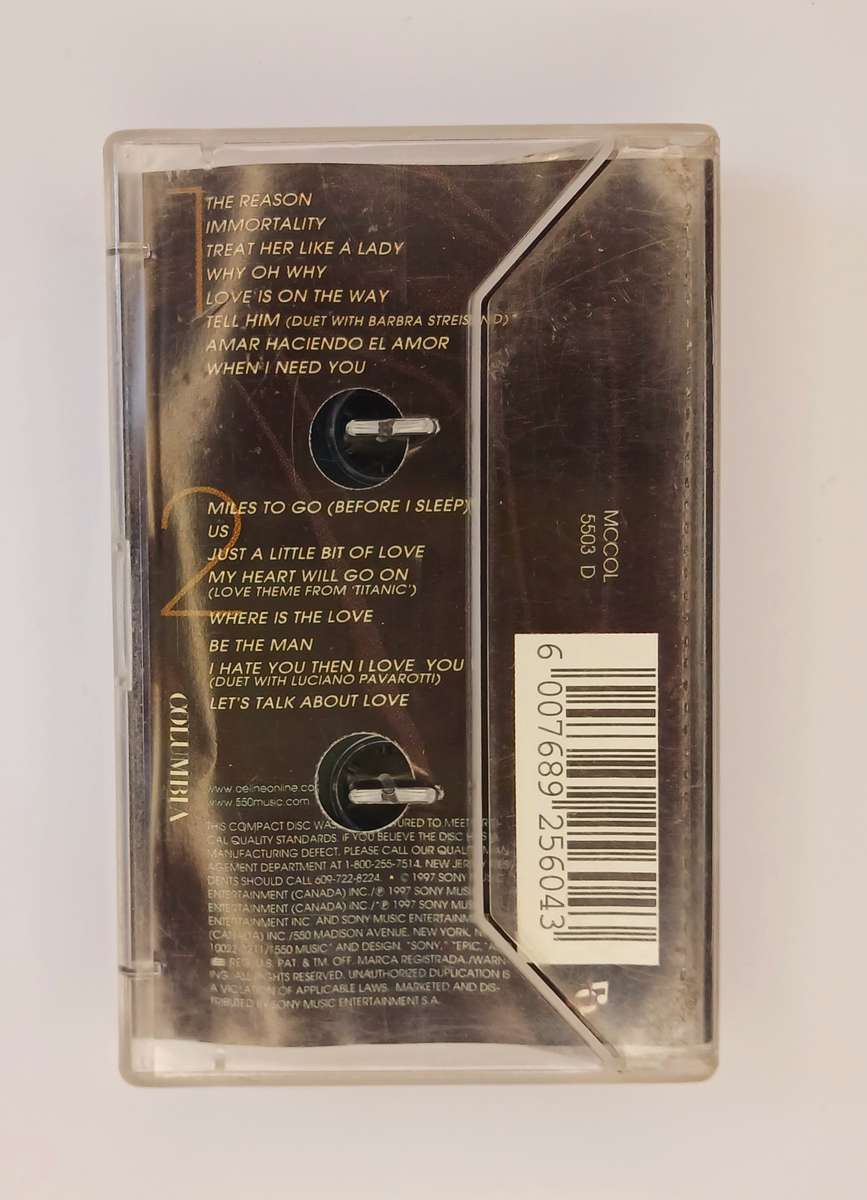 1
THE REASON
IMMORTALITY
TREAT HER LIKE A LADY
WHY OH WHY
LOVE IS ON THE WAY
TELL HIM (DUET WITH BARBRA STREISAND)*
AMAR HACIENDO EL AMOR
WHEN I NEED YOU
2
MILES TO GO (BEFORE I SLEEP)
US
JUST A LITTLE BIT OF LOVE
MY HEART WILL GO ON
(LOVE THEME FROM 'TITANIC')
WHERE IS THE LOVE
BE THE MAN
I HATE YOU THEN I LOVE YOU
(DUET WITH LUCIANO PAVAROTTI)
LET'S TALK ABOUT LOVE
COLUMBIA
www.celineonline.co
www.550music.com
THIS COMPACT DISC WAS
CAL QUALITY STANDARDS. IF YOU BELIEVE THE DISC HAS
MANUFACTURING DEFECT, PLEASE CALL OUR
AGEMENT DEPARTMENT AT 1-800-255-7514. NEW
DENTS SHOULD CALL 609-722-8224. • © 1997 SONY
ENTERTAINMENT (CANADA) INC./℗ 1997 SONY
ENTERTAINMENT (CANADA) INC./*℗ 1997 SONY
ENTERTAINMENT INC. AND SONY MUSIC
(CANADA) INC./550 MADISON AVENUE, NEW YORK,
"550 MUSIC" AND DESIGN, "SONY," "EPIC,"
REG. U.S. PAT. & TM. OFF. MARCA REGISTRADA./WARN-
ING: ALL RIGHTS RESERVED. UNAUTHORIZED DUPLICATION IS
A VIOLATION OF APPLICABLE LAWS. MARKETED AND DIS-
TRIBUTED BY SONY MUSIC ENTERTAINMENT S.A.
MCCOL
5503 D
6 007689 256043